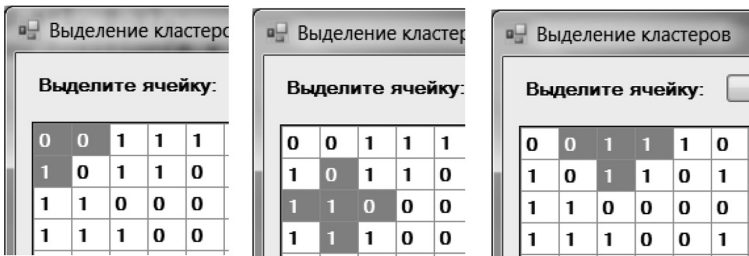 Выделение кластерс
Выделите ячейку:
0 0 1 1 1
1 0 1 1 0
1 1 0 0 0
1 1 1 0 0
Выделение кластер
Выделите ячейку:
0 0 1 1 1
1 0 1 1 0
1 1 0 0 0
1 1 1 0 0
Выделение кластеров
Выделите ячейку:
0 0 1 1 1 0
1 0 1 1 0 1
1 1 0 0 0 0
1 1 1 0 0 1